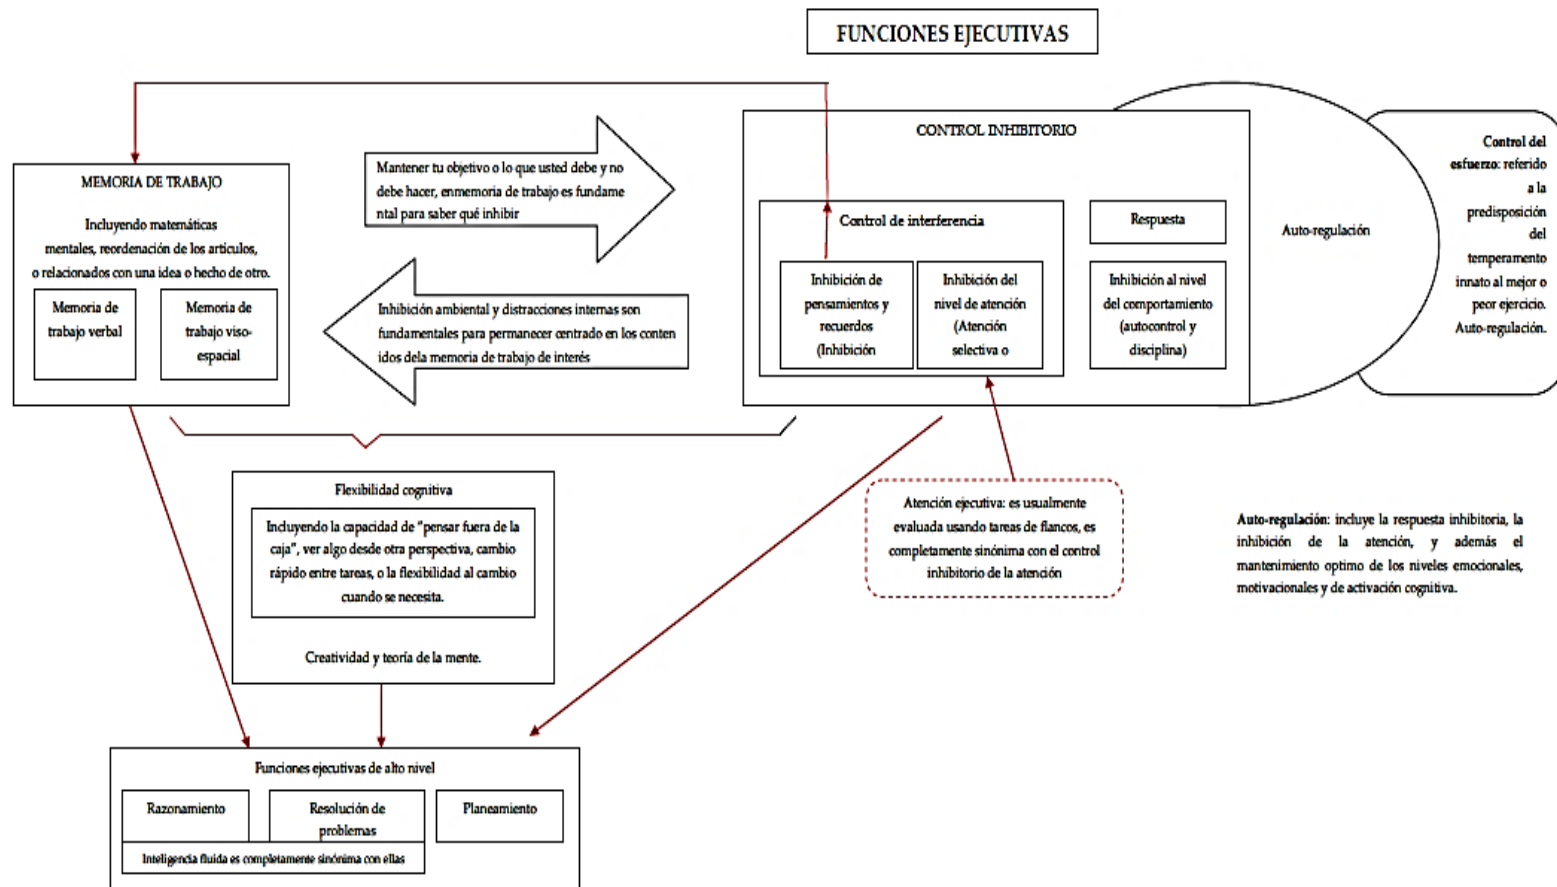 FUNCIONES EJECUTIVAS
MEMORIA DE TRABAJO
Incluyendo matemáticas
mentales, reordenación de los artículos,
o relacionados con una idea o hecho de otro.
Memoria de
trabajo verbal
Memoria de
trabajo viso-
espacial
Mantener tu objetivo o lo que usted debe y no
debe hacer, enmemoria de trabajo es fundame
ntal para saber qué inhibir
Inhibición ambiental y distracciones internas son
fundamentales para permanecer centrado en los conten
idos dela memoria de trabajo de interés
CONTROL INHIBITORIO
Control de interferencia
Inhibición de
pensamientos y
recuerdos
(Inhibición
Inhibición del
nivel de atención
(Atención
selectiva o
Respuesta
Inhibición al nivel
del comportamiento
(autocontrol y
disciplina)
Auto-regulación
Control del
esfuerzo: referido
a la
predisposición
del
temperamento
innato al mejor o
peor ejercicio.
Auto-regulación.
Flexibilidad cognitiva
Incluyendo la capacidad de "pensar fuera de la
caja", ver algo desde otra perspectiva, cambio
rápido entre tareas, o la flexibilidad al cambio
cuando se necesita.
Creatividad y teoría de la mente.
Atención ejecutiva: es usualmente
evaluada usando tareas de flancos, es
completamente sinónima con el control
inhibitorio de la atención
Auto-regulación: incluye la respuesta inhibitoria, la
inhibición de la atención, y además el
mantenimiento optimo de los niveles emocionales,
motivacionales y de activación cognitiva.
Funciones ejecutivas de alto nivel
Razonamiento
Resolución de
problemas
Planeamiento
Inteligencia fluida es completamente sinónima con ellas